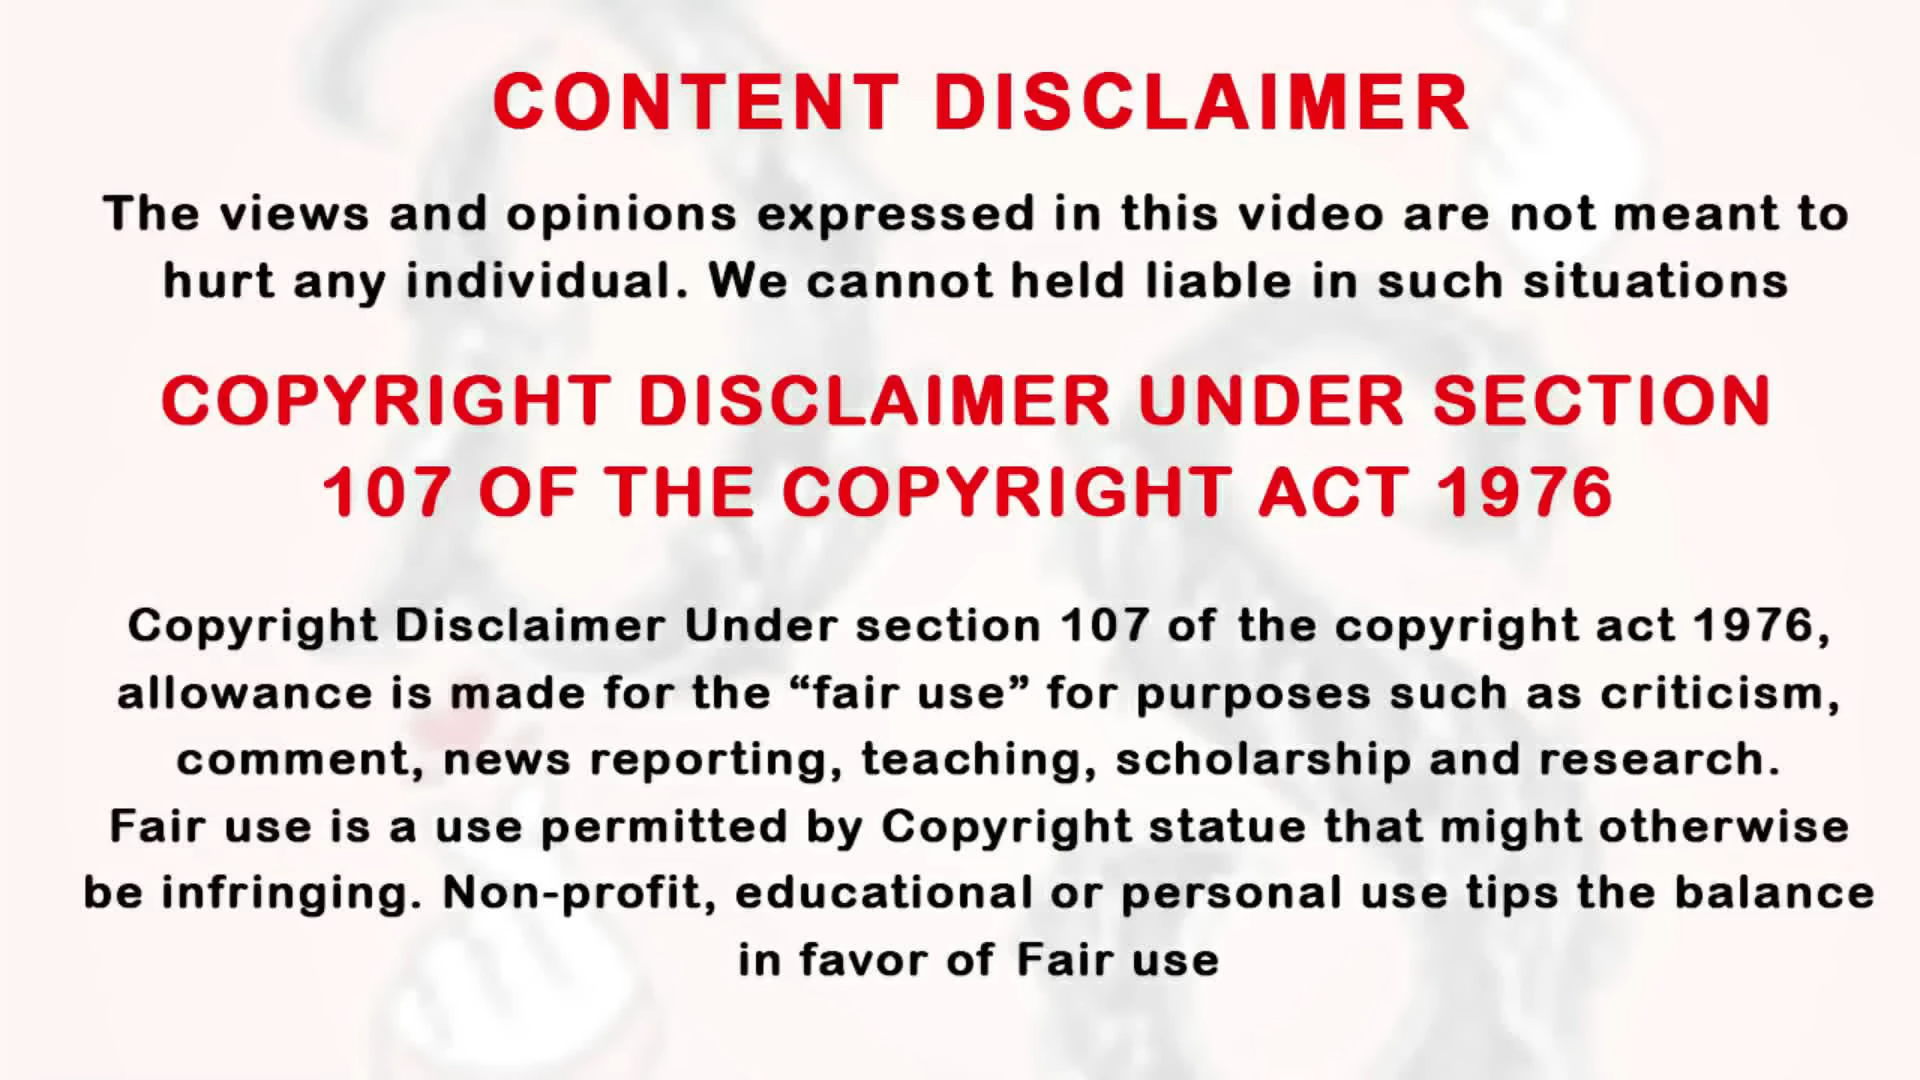 CONTENT DISCLAIMER
The views and opinions expressed in this video are not meant to
hurt any individual. We cannot held liable in such situations
COPYRIGHT DISCLAIMER UNDER SECTION
107 OF THE COPYRIGHT ACT 1976
Copyright Disclaimer Under section 107 of the copyright act 1976,
allowance is made for the “fair use” for purposes such as criticism,
comment, news reporting, teaching, scholarship and research.
Fair use is a use permitted by Copyright statue that might otherwise
be infringing. Non-profit, educational or personal use tips the balance
in favor of Fair use